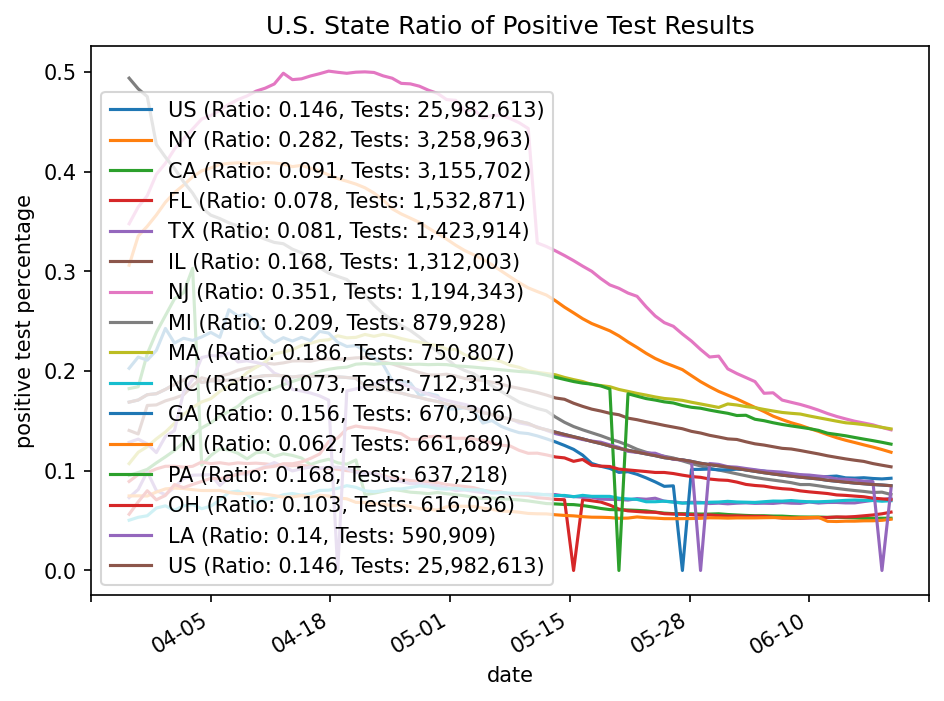 U.S. State Ratio of Positive Test Results
positive test percentage
0.5
0.4
0.3
0.2
0.1
0.0
US (Ratio: 0.146, Tests: 25,982,613)
NY (Ratio: 0.282, Tests: 3,258,963)
CA (Ratio: 0.091, Tests: 3,155,702)
FL (Ratio: 0.078, Tests: 1,532,871)
TX (Ratio: 0.081, Tests: 1,423,914)
IL (Ratio: 0.168, Tests: 1,312,003)
NJ (Ratio: 0.351, Tests: 1,194,343)
MI (Ratio: 0.209, Tests: 879,928)
MA (Ratio: 0.186, Tests: 750,807)
NC (Ratio: 0.073, Tests: 712,313)
GA (Ratio: 0.156, Tests: 670,306)
TN (Ratio: 0.062, Tests: 661,689)
PA (Ratio: 0.168, Tests: 637,218)
OH (Ratio: 0.103, Tests: 616,036)
LA (Ratio: 0.14, Tests: 590,909)
US (Ratio: 0.146, Tests: 25,982,613)
04-05
04-18
05-01
05-15
05-28
06-10
date